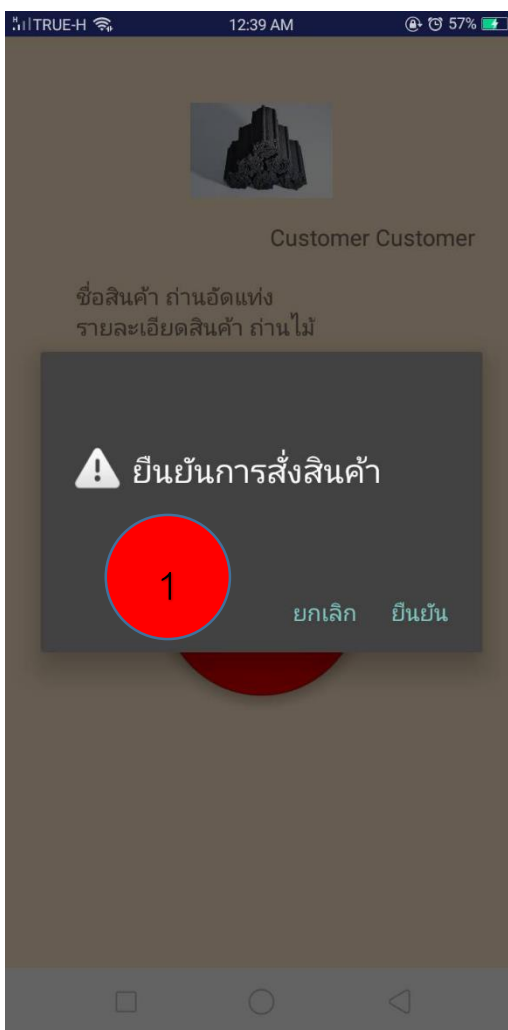 TRUE-H 12:39 AM 57%
Customer Customer
ชื่อสินค้า ถ่านอัดแท่ง
รายละเอียดสินค้า ถ่านไม้
ยืนยันการสั่งสินค้า
1
ยกเลิก ยืนยัน